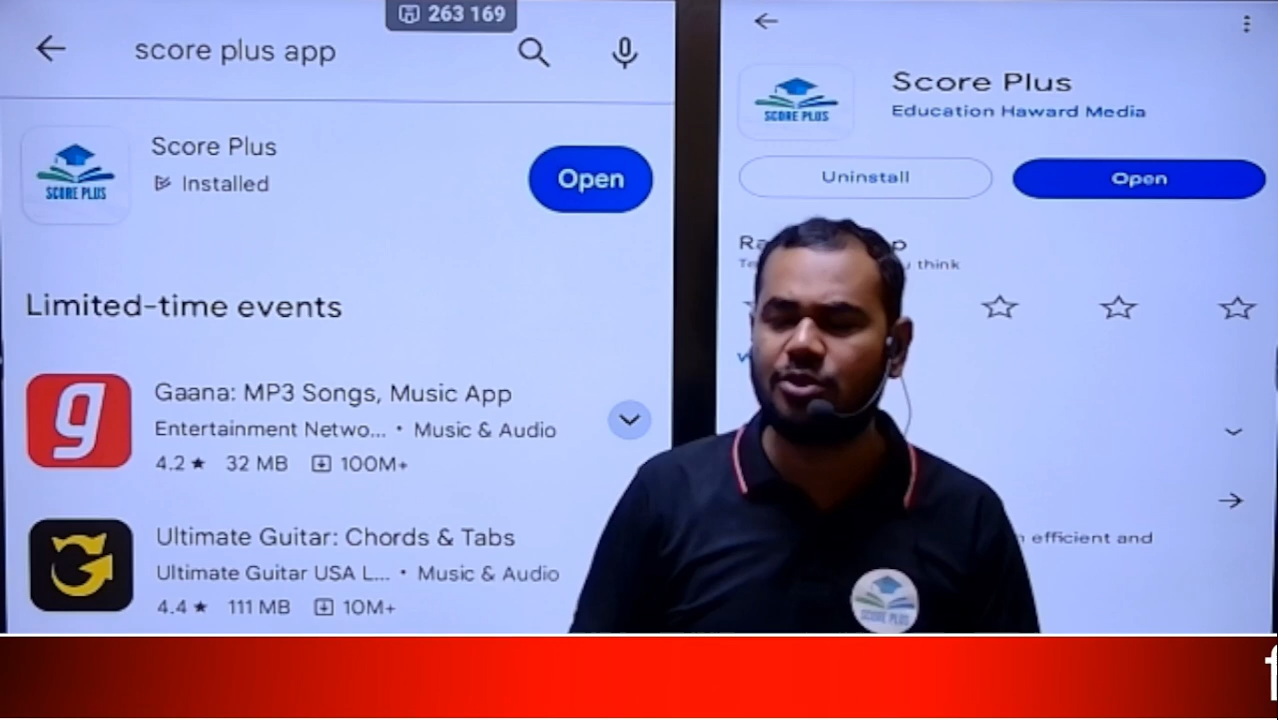 263 169
score plus app
SCORE PLUS
Score Plus
Installed
Open
Limited-time events
g
Gaana: MP3 Songs, Music App
Entertainment Netwo... • Music & Audio
4.2 ★ 32 MB 100M+
Ultimate Guitar: Chords & Tabs
Ultimate Guitar USA L... • Music & Audio
4.4 ★ 111 MB 10M+
SCORE PLUS
Score Plus
Education Haward Media
Uninstall
Open
think
efficient and
SCORE PLUS
f